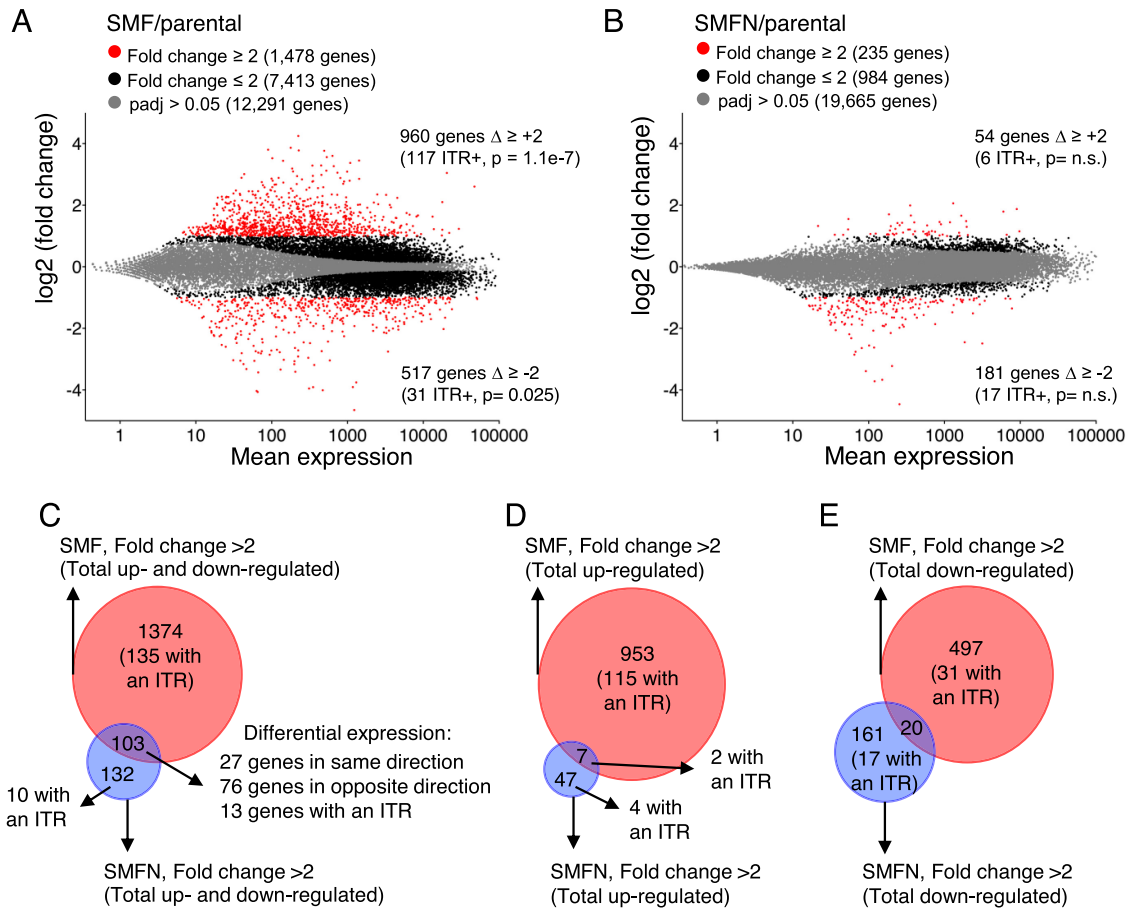 A
SMF/parental
Fold change ≥ 2 (1,478 genes)
Fold change ≤ 2 (7,413 genes)
padj > 0.05 (12,291 genes)
960 genes Δ ≥ +2
(117 ITR+, p = 1.1e-7)
517 genes Δ ≥ -2
(31 ITR+, p= 0.025)
log2 (fold change)
4
2
0
-2
-4
1
10
100
1000
10000
100000
Mean expression
B
SMFN/parental
Fold change ≥ 2 (235 genes)
Fold change ≤ 2 (984 genes)
padj > 0.05 (19,665 genes)
54 genes Δ ≥ +2
(6 ITR+, p= n.s.)
181 genes Δ ≥ -2
(17 ITR+, p= n.s.)
log2 (fold change)
4
2
0
-2
-4
1
10
100
1000
10000
100000
Mean expression
C
SMF, Fold change >2
(Total up- and down-regulated)
1374
(135 with
an ITR)
103
132
10 with
an ITR
Differential expression:
27 genes in same direction
76 genes in opposite direction
13 genes with an ITR
SMFN, Fold change >2
(Total up- and down-regulated)
D
SMF, Fold change >2
(Total up-regulated)
953
(115 with
an ITR)
7
47
2 with
an ITR
4 with
an ITR
SMFN, Fold change >2
(Total up-regulated)
E
SMF, Fold change >2
(Total down-regulated)
497
(31 with
an ITR)
20
161
(17 with
an ITR)
SMFN, Fold change >2
(Total down-regulated)